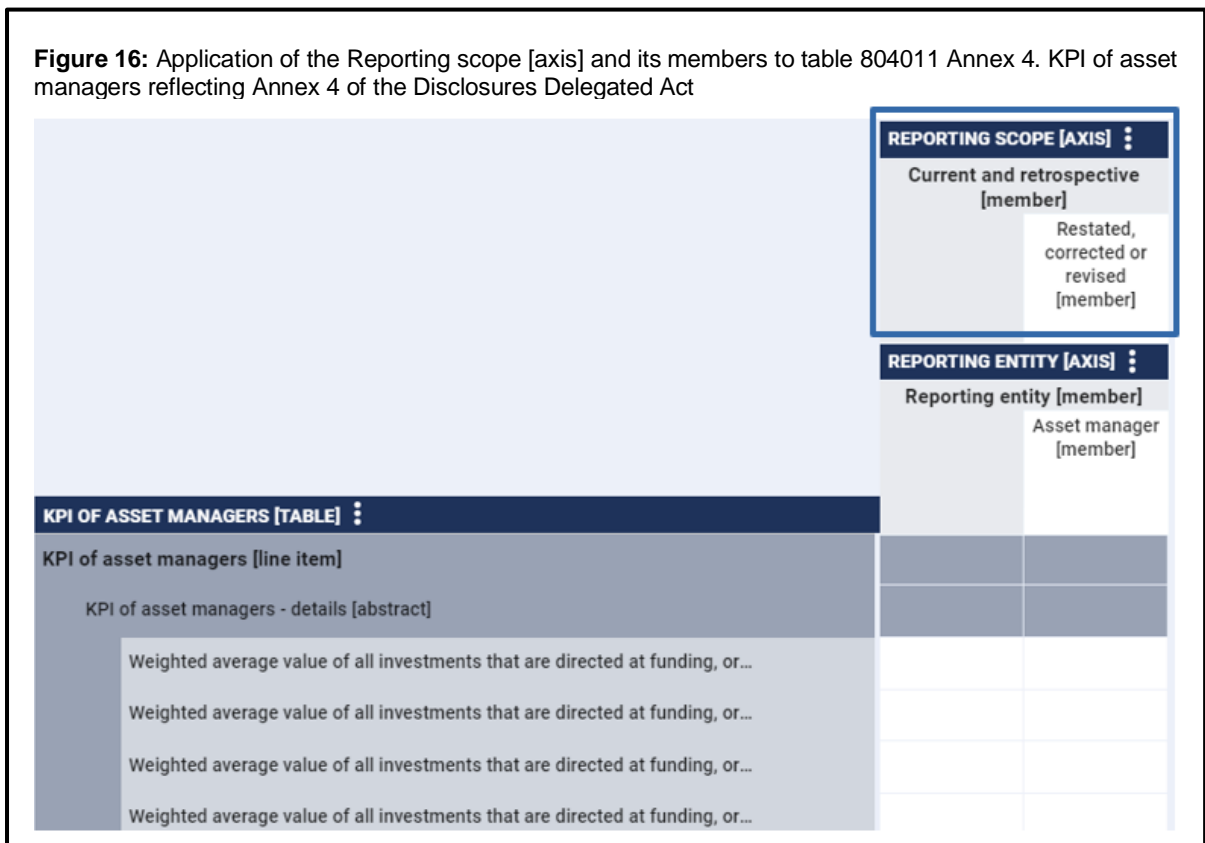 Figure 16: Application of the Reporting scope [axis] and its members to table 804011 Annex 4. KPI of asset
managers reflecting Annex 4 of the Disclosures Delegated Act
REPORTING SCOPE [AXIS]
Current and retrospective
[member]
Restated,
corrected or
revised
[member]
REPORTING ENTITY [AXIS]
Reporting entity [member]
Asset manager
[member]
KPI OF ASSET MANAGERS [TABLE]
KPI of asset managers [line item]
KPI of asset managers - details [abstract]
Weighted average value of all investments that are directed at funding, or...
Weighted average value of all investments that are directed at funding, or...
Weighted average value of all investments that are directed at funding, or...
Weighted average value of all investments that are directed at funding, or...